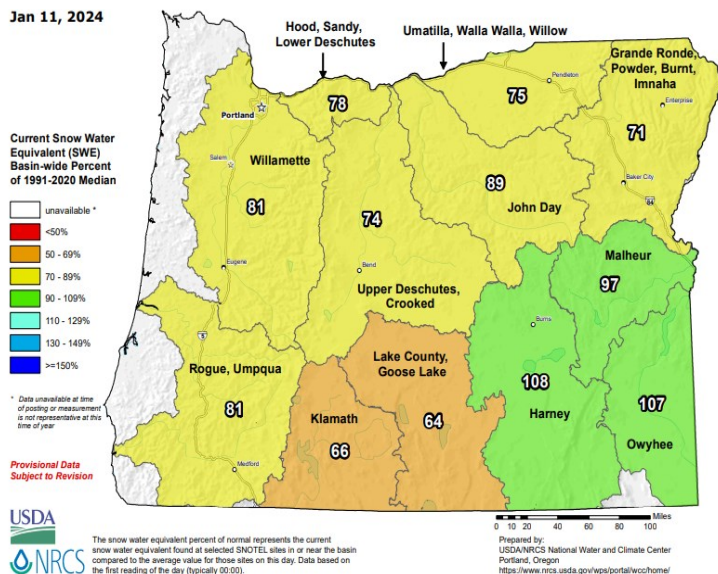 Jan 11, 2024
Hood, Sandy,
Lower Deschutes
Umatilla, Walla Walla, Willow
Grande Ronde,
Powder, Burnt,
Imnaha
Pendleton
Enterprise
75
78
Portland
71
Current Snow Water
Equivalent (SWE)
Basin-wide Percent
of 1991-2020 Median
Salem
Willamette
89
John Day
Baker City
84
unavailable *
<50%
50 - 69%
70 - 89%
90 - 109%
110 - 129%
130 - 149%
>=150%
81
74
Eugene
Bend
Upper Deschutes,
Crooked
Malheur
97
Burns
5
* Data unavailable at time
of posting or measurement
is not representative at this
time of year
Rogue, Umpqua
81
Lake County,
Goose Lake
Klamath
66
64
108
Harney
107
Owyhee
Provisional Data
Subject to Revision
Medford
USDA
NRCS
The snow water equivalent percent of normal represents the current
snow water equivalent found at selected SNOTEL sites in or near the basin
compared to the average value for those sites on this day. Data based on
the first reading of the day (typically 00:00).
Miles
0 10 20 40 60 80 100
Prepared by:
USDA/NRCS National Water and Climate Center
Portland, Oregon
https://www.nrcs.usda.gov/wps/portal/wcc/home/